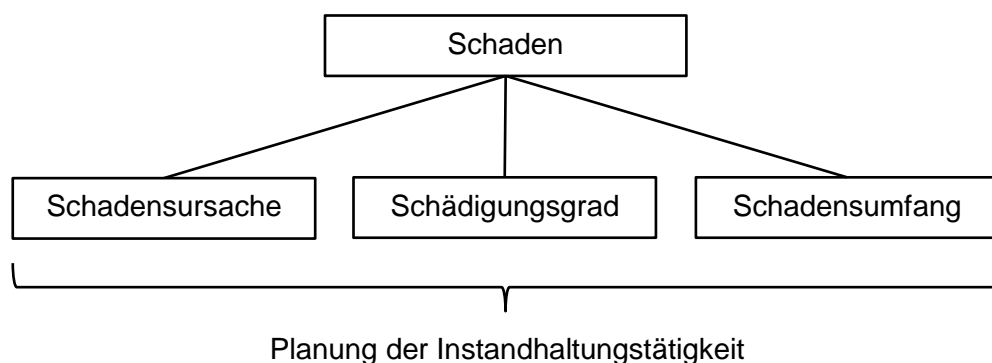 Schaden
Schadensursache
Schädigungsgrad
Schadensumfang
Planung der Instandhaltungstätigkeit